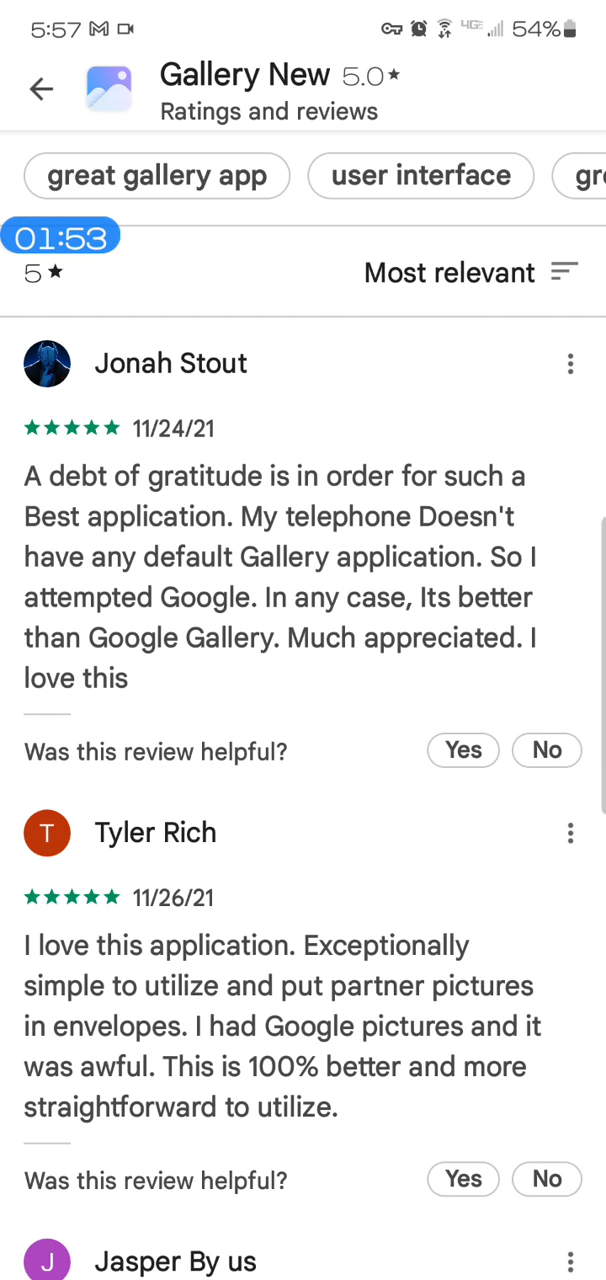 5:57 4GE 54%
Gallery New 5.0★
Ratings and reviews
great gallery app user interface gre
01:53
5★ Most relevant
Jonah Stout
★★★★★ 11/24/21
A debt of gratitude is in order for such a
Best application. My telephone Doesn't
have any default Gallery application. So I
attempted Google. In any case, Its better
than Google Gallery. Much appreciated. I
love this
Was this review helpful? Yes No
T Tyler Rich
★★★★★ 11/26/21
I love this application. Exceptionally
simple to utilize and put partner pictures
in envelopes. I had Google pictures and it
was awful. This is 100% better and more
straightforward to utilize.
Was this review helpful? Yes No
J Jasper By us